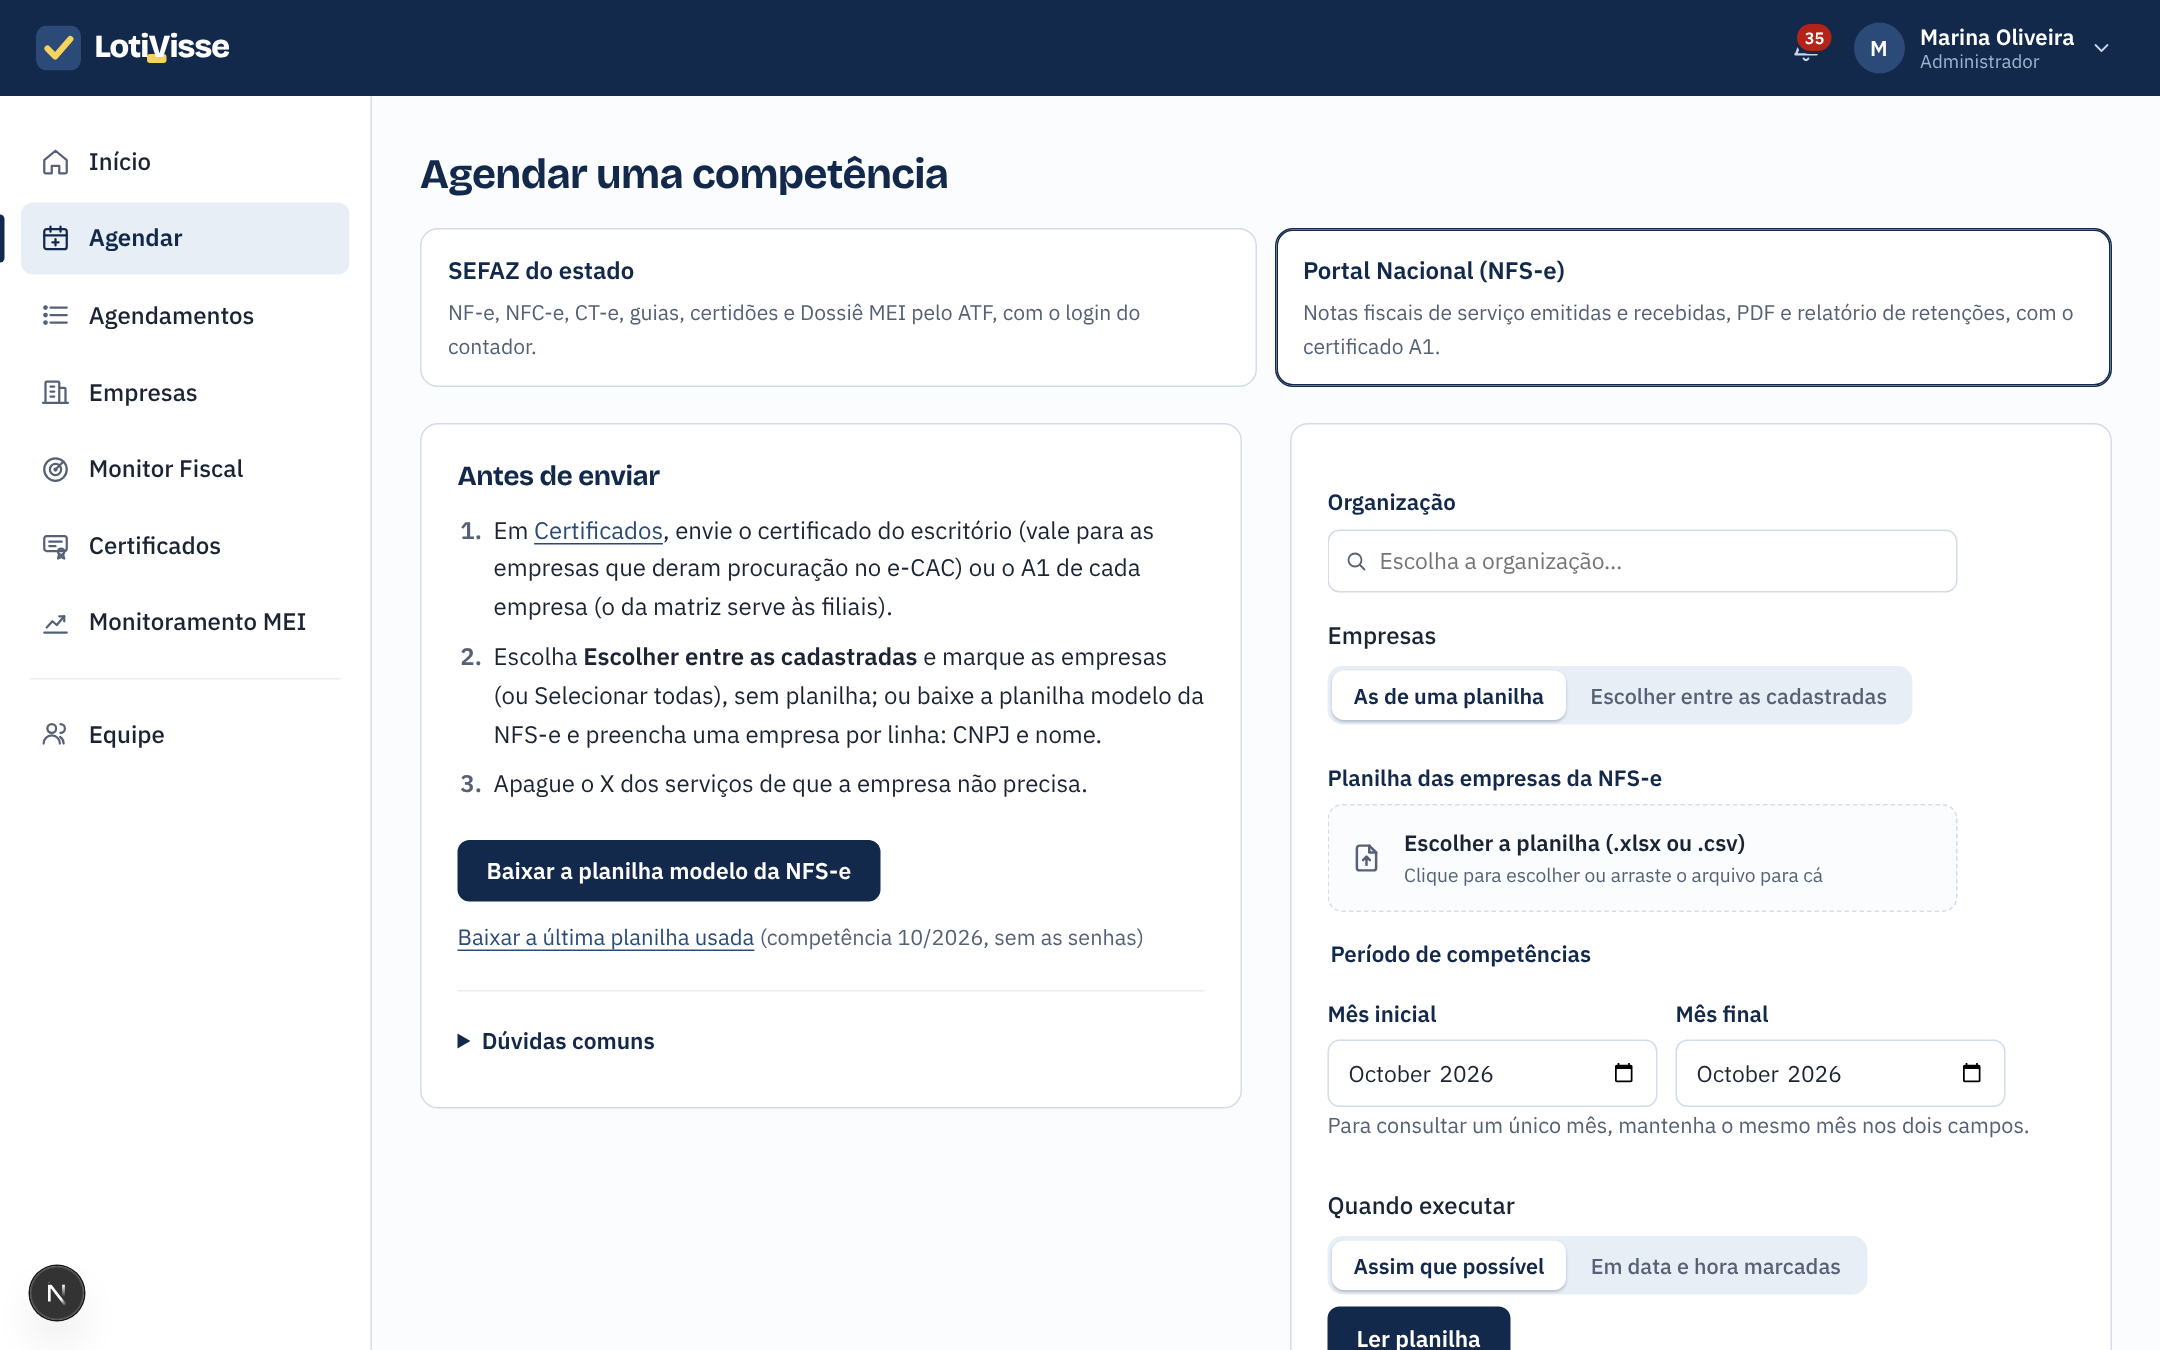 LotiVisse
35
M
Marina Oliveira
Administrador
Início
Agendar
Agendamentos
Empresas
Monitor Fiscal
Certificados
Monitoramento MEI
Equipe
N
Agendar uma competência
SEFAZ do estado
NF-e, NFC-e, CT-e, guias, certidões e Dossiê MEI pelo ATF, com o login do
contador.
Portal Nacional (NFS-e)
Notas fiscais de serviço emitidas e recebidas, PDF e relatório de retenções, com o
certificado A1.
Antes de enviar
1. Em Certificados, envie o certificado do escritório (vale para as
empresas que deram procuração no e-CAC) ou o A1 de cada
empresa (o da matriz serve às filiais).
2. Escolha Escolher entre as cadastradas e marque as empresas
(ou Selecionar todas), sem planilha; ou baixe a planilha modelo da
NFS-e e preencha uma empresa por linha: CNPJ e nome.
3. Apague o X dos serviços de que a empresa não precisa.
Baixar a planilha modelo da NFS-e
Baixar a última planilha usada (competência 10/2026, sem as senhas)
Dúvidas comuns
Organização
Escolha a organização...
Empresas
As de uma planilha
Escolher entre as cadastradas
Planilha das empresas da NFS-e
Escolher a planilha (.xlsx ou .csv)
Clique para escolher ou arraste o arquivo para cá
Período de competências
Mês inicial
Mês final
October 2026
October 2026
Para consultar um único mês, mantenha o mesmo mês nos dois campos.
Quando executar
Assim que possível
Em data e hora marcadas
Ler planilha